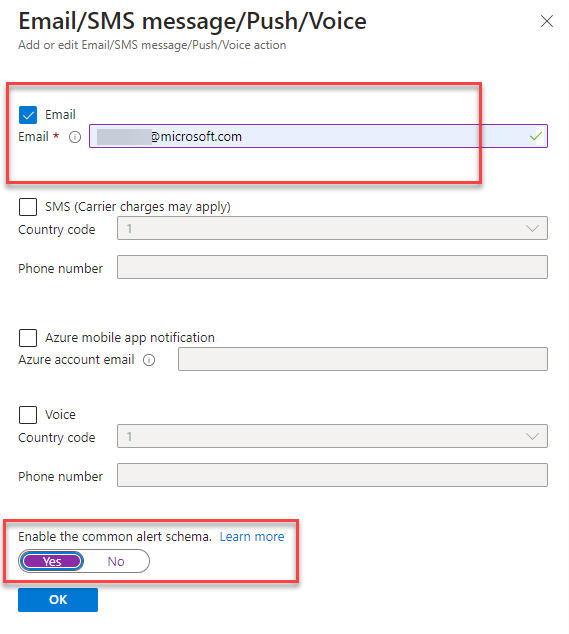 Email/SMS message/Push/Voice
Add or edit Email/SMS message/Push/Voice action
Email
Email * @microsoft.com
SMS (Carrier charges may apply)
Country code 1
Phone number
Azure mobile app notification
Azure account email
Voice
Country code 1
Phone number
Enable the common alert schema. Learn more
Yes No
OK